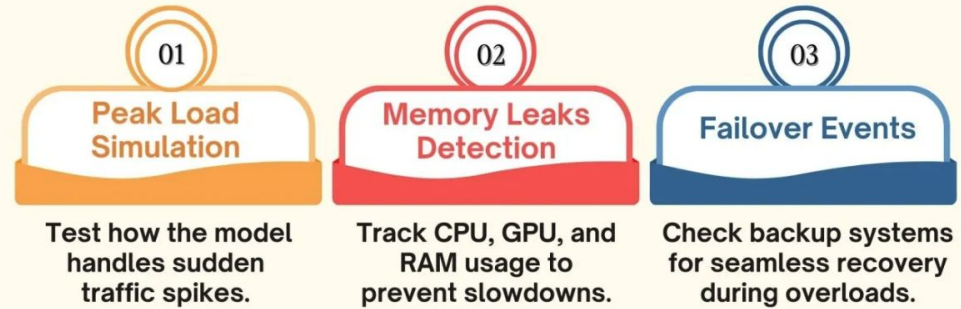 01
Peak Load
Simulation
Test how the model
handles sudden
traffic spikes.
02
Memory Leaks
Detection
Track CPU, GPU, and
RAM usage to
prevent slowdowns.
03
Failover Events
Check backup systems
for seamless recovery
during overloads.